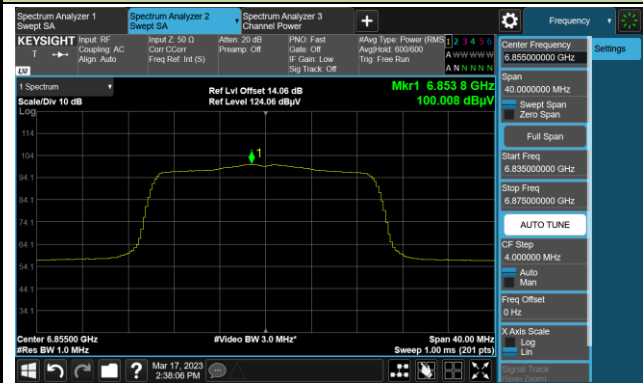 Spectrum Analyzer 1
Swept SA
Spectrum Analyzer 2
Swept SA
Spectrum Analyzer 3
Channel Power
Frequency
KEYSIGHT
Input: RF
Coupling: AC
Align: Auto
Input Z: 50 Ω
Corr CCorr
Freq Ref: Int (S)
Atten: 20 dB
Preamp: Off
PNO: Fast
Gate: Off
IF Gain: Low
Sig Track: Off
#Avg Type: Power (RMS
Avg|Hold: 600/600
Trig: Free Run
1 2 3 4 5 6
A W W W W W
A N N N N N
T
LXI
1 Spectrum
Scale/Div 10 dB
Log
Ref Lvl Offset 14.06 dB
Ref Level 124.06 dBµV
Mkr1 6.853 8 GHz
100.008 dBµV
114
104
94.1
84.1
74.1
64.1
54.1
44.1
34.1
1
Center 6.85500 GHz
#Res BW 1.0 MHz
#Video BW 3.0 MHz*
Span 40.00 MHz
Sweep 1.00 ms (201 pts)
Mar 17, 2023
2:38:06 PM
Center Frequency
6.855000000 GHz
Settings
Span
40.0000000 MHz
Swept Span
Zero Span
Full Span
Start Freq
6.835000000 GHz
Stop Freq
6.875000000 GHz
AUTO TUNE
CF Step
4.000000 MHz
Auto
Man
Freq Offset
0 Hz
X Axis Scale
Log
Lin
Signal Track
(Span Zoom)